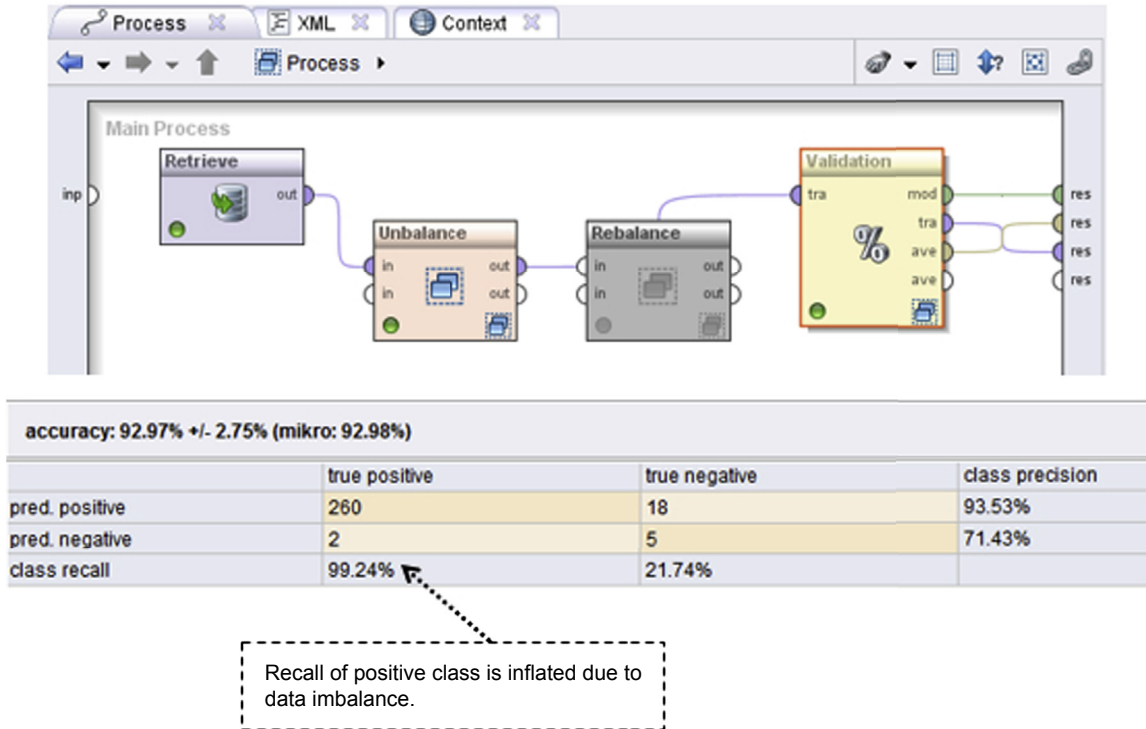 Process XML Context
Process
Main Process
inp
Retrieve
out
Unbalance
in out
in out
Rebalance
in out
in out
Validation
tra mod
tra
ave
ave
%
res
res
res
res
accuracy: 92.97% +/- 2.75% (mikro: 92.98%)
true positive true negative class precision
pred. positive 260 18 93.53%
pred. negative 2 5 71.43%
class recall 99.24% 21.74%
Recall of positive class is inflated due to
data imbalance.